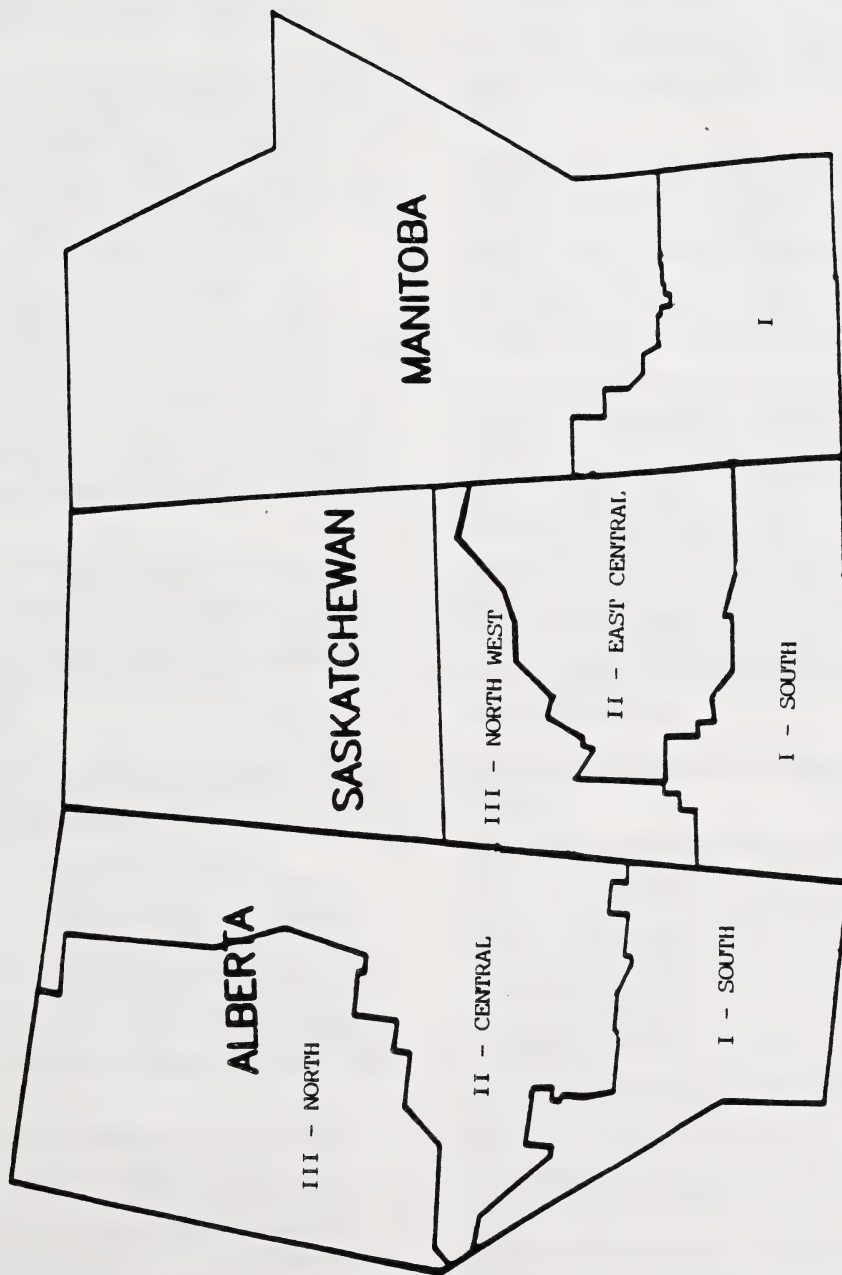 ALBERTA
III - NORTH
II - CENTRAL
I - SOUTH
SASKATCHEWAN
III - NORTH WEST
II - EAST CENTRAL
I - SOUTH
MANITOBA
I